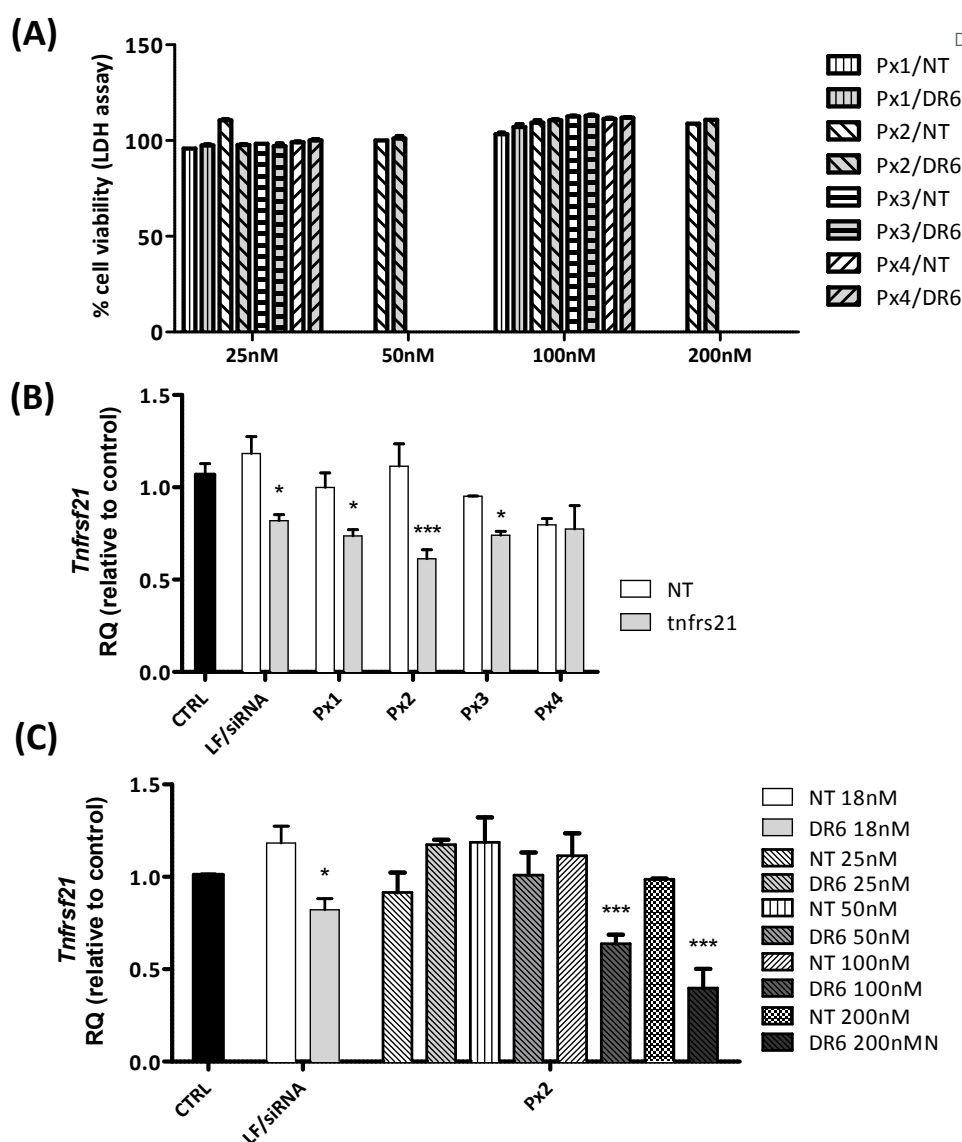 (A)
% cell viability (LDH assay)
150
100
50
0
25nM
50nM
100nM
200nM
D
Px1/NT
Px1/DR6
Px2/NT
Px2/DR6
Px3/NT
Px3/DR6
Px4/NT
Px4/DR6
(B)
Tnfrsf21
RQ (relative to control)
1.5
1.0
0.5
0.0
*
*
***
*
CTRL
LF/siRNA
Px1
Px2
Px3
Px4
NT
tnfrs21
(C)
Tnfrsf21
RQ (relative to control)
1.5
1.0
0.5
0.0
*
***
***
CTRL
LF/siRNA
Px2
NT 18nM
DR6 18nM
NT 25nM
DR6 25nM
NT 50nM
DR6 50nM
NT 100nM
DR6 100nM
NT 200nM
DR6 200nMN